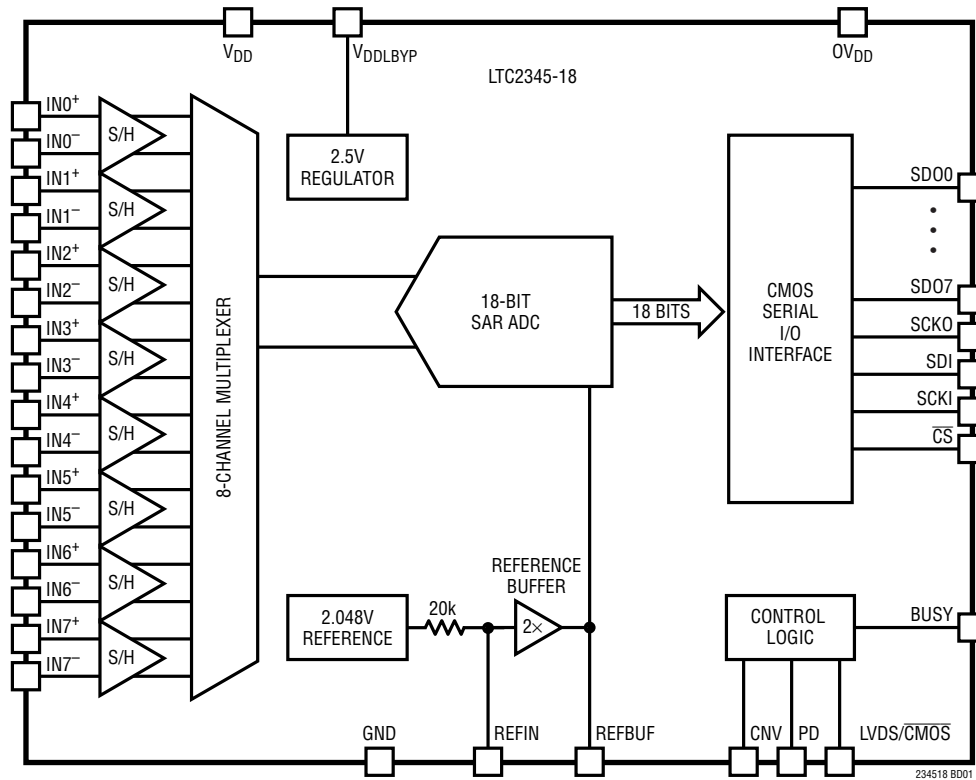 V_DD
V_DDLBYP
OV_DD
LTC2345-18
IN0⁺
IN0⁻
IN1⁺
IN1⁻
IN2⁺
IN2⁻
IN3⁺
IN3⁻
IN4⁺
IN4⁻
IN5⁺
IN5⁻
IN6⁺
IN6⁻
IN7⁺
IN7⁻
S/H
S/H
S/H
S/H
S/H
S/H
S/H
S/H
8-CHANNEL MULTIPLEXER
2.5V
REGULATOR
18-BIT
SAR ADC
18 BITS
CMOS
SERIAL
I/O
INTERFACE
SDO0
SDO7
SCKO
SDI
SCKI
C̅S̅
2.048V
REFERENCE
20k
REFERENCE
BUFFER
2×
CONTROL
LOGIC
BUSY
GND
REFIN
REFBUF
CNV
PD
LVDS/C̅M̅O̅S̅
234518 BD01